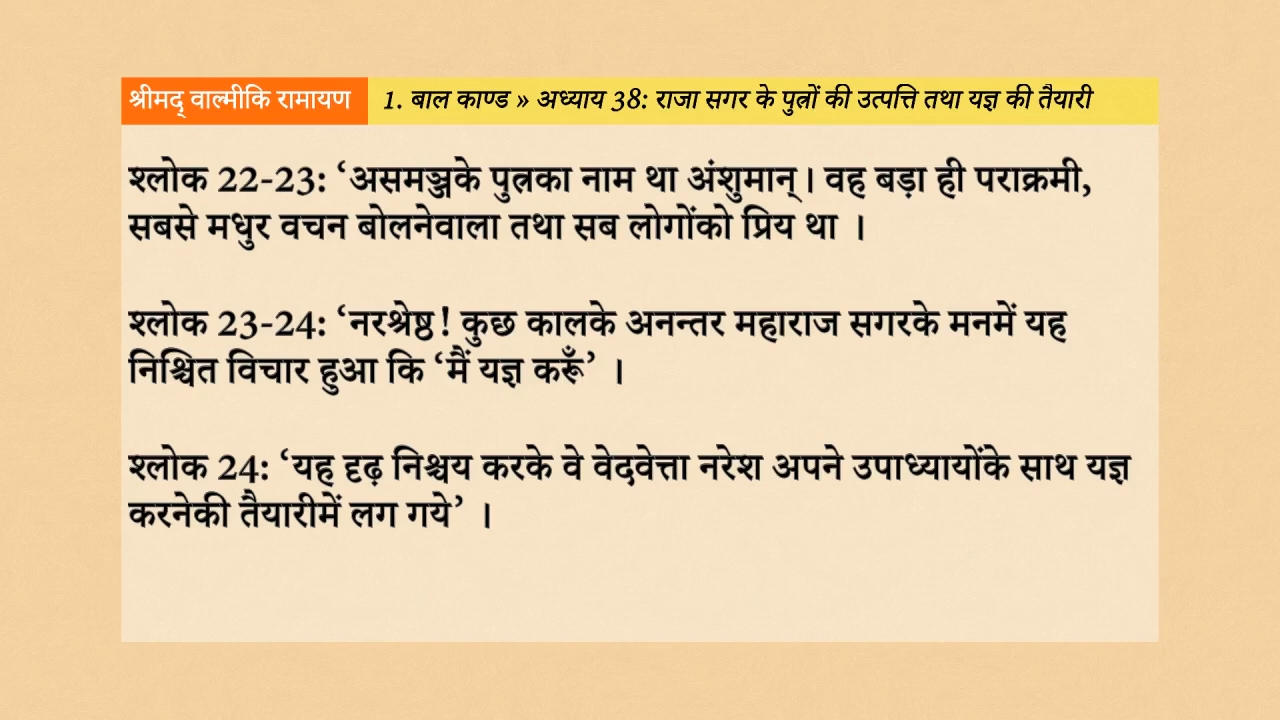 श्रीमद् वाल्मीकि रामायण 1. बाल काण्ड » अध्याय 38: राजा सगर के पुत्रों की उत्पत्ति तथा यज्ञ की तैयारी
श्लोक 22-23: ‘असमञ्जके पुत्रका नाम था अंशुमान्। वह बड़ा ही पराक्रमी,
सबसे मधुर वचन बोलनेवाला तथा सब लोगोंको प्रिय था ।
श्लोक 23-24: ‘नरश्रेष्ठ! कुछ कालके अनन्तर महाराज सगरके मनमें यह
निश्चित विचार हुआ कि ‘मैं यज्ञ करूँ’ ।
श्लोक 24: ‘यह दृढ़ निश्चय करके वे वेदवेत्ता नरेश अपने उपाध्यायोंके साथ यज्ञ
करनेकी तैयारीमें लग गये’ ।